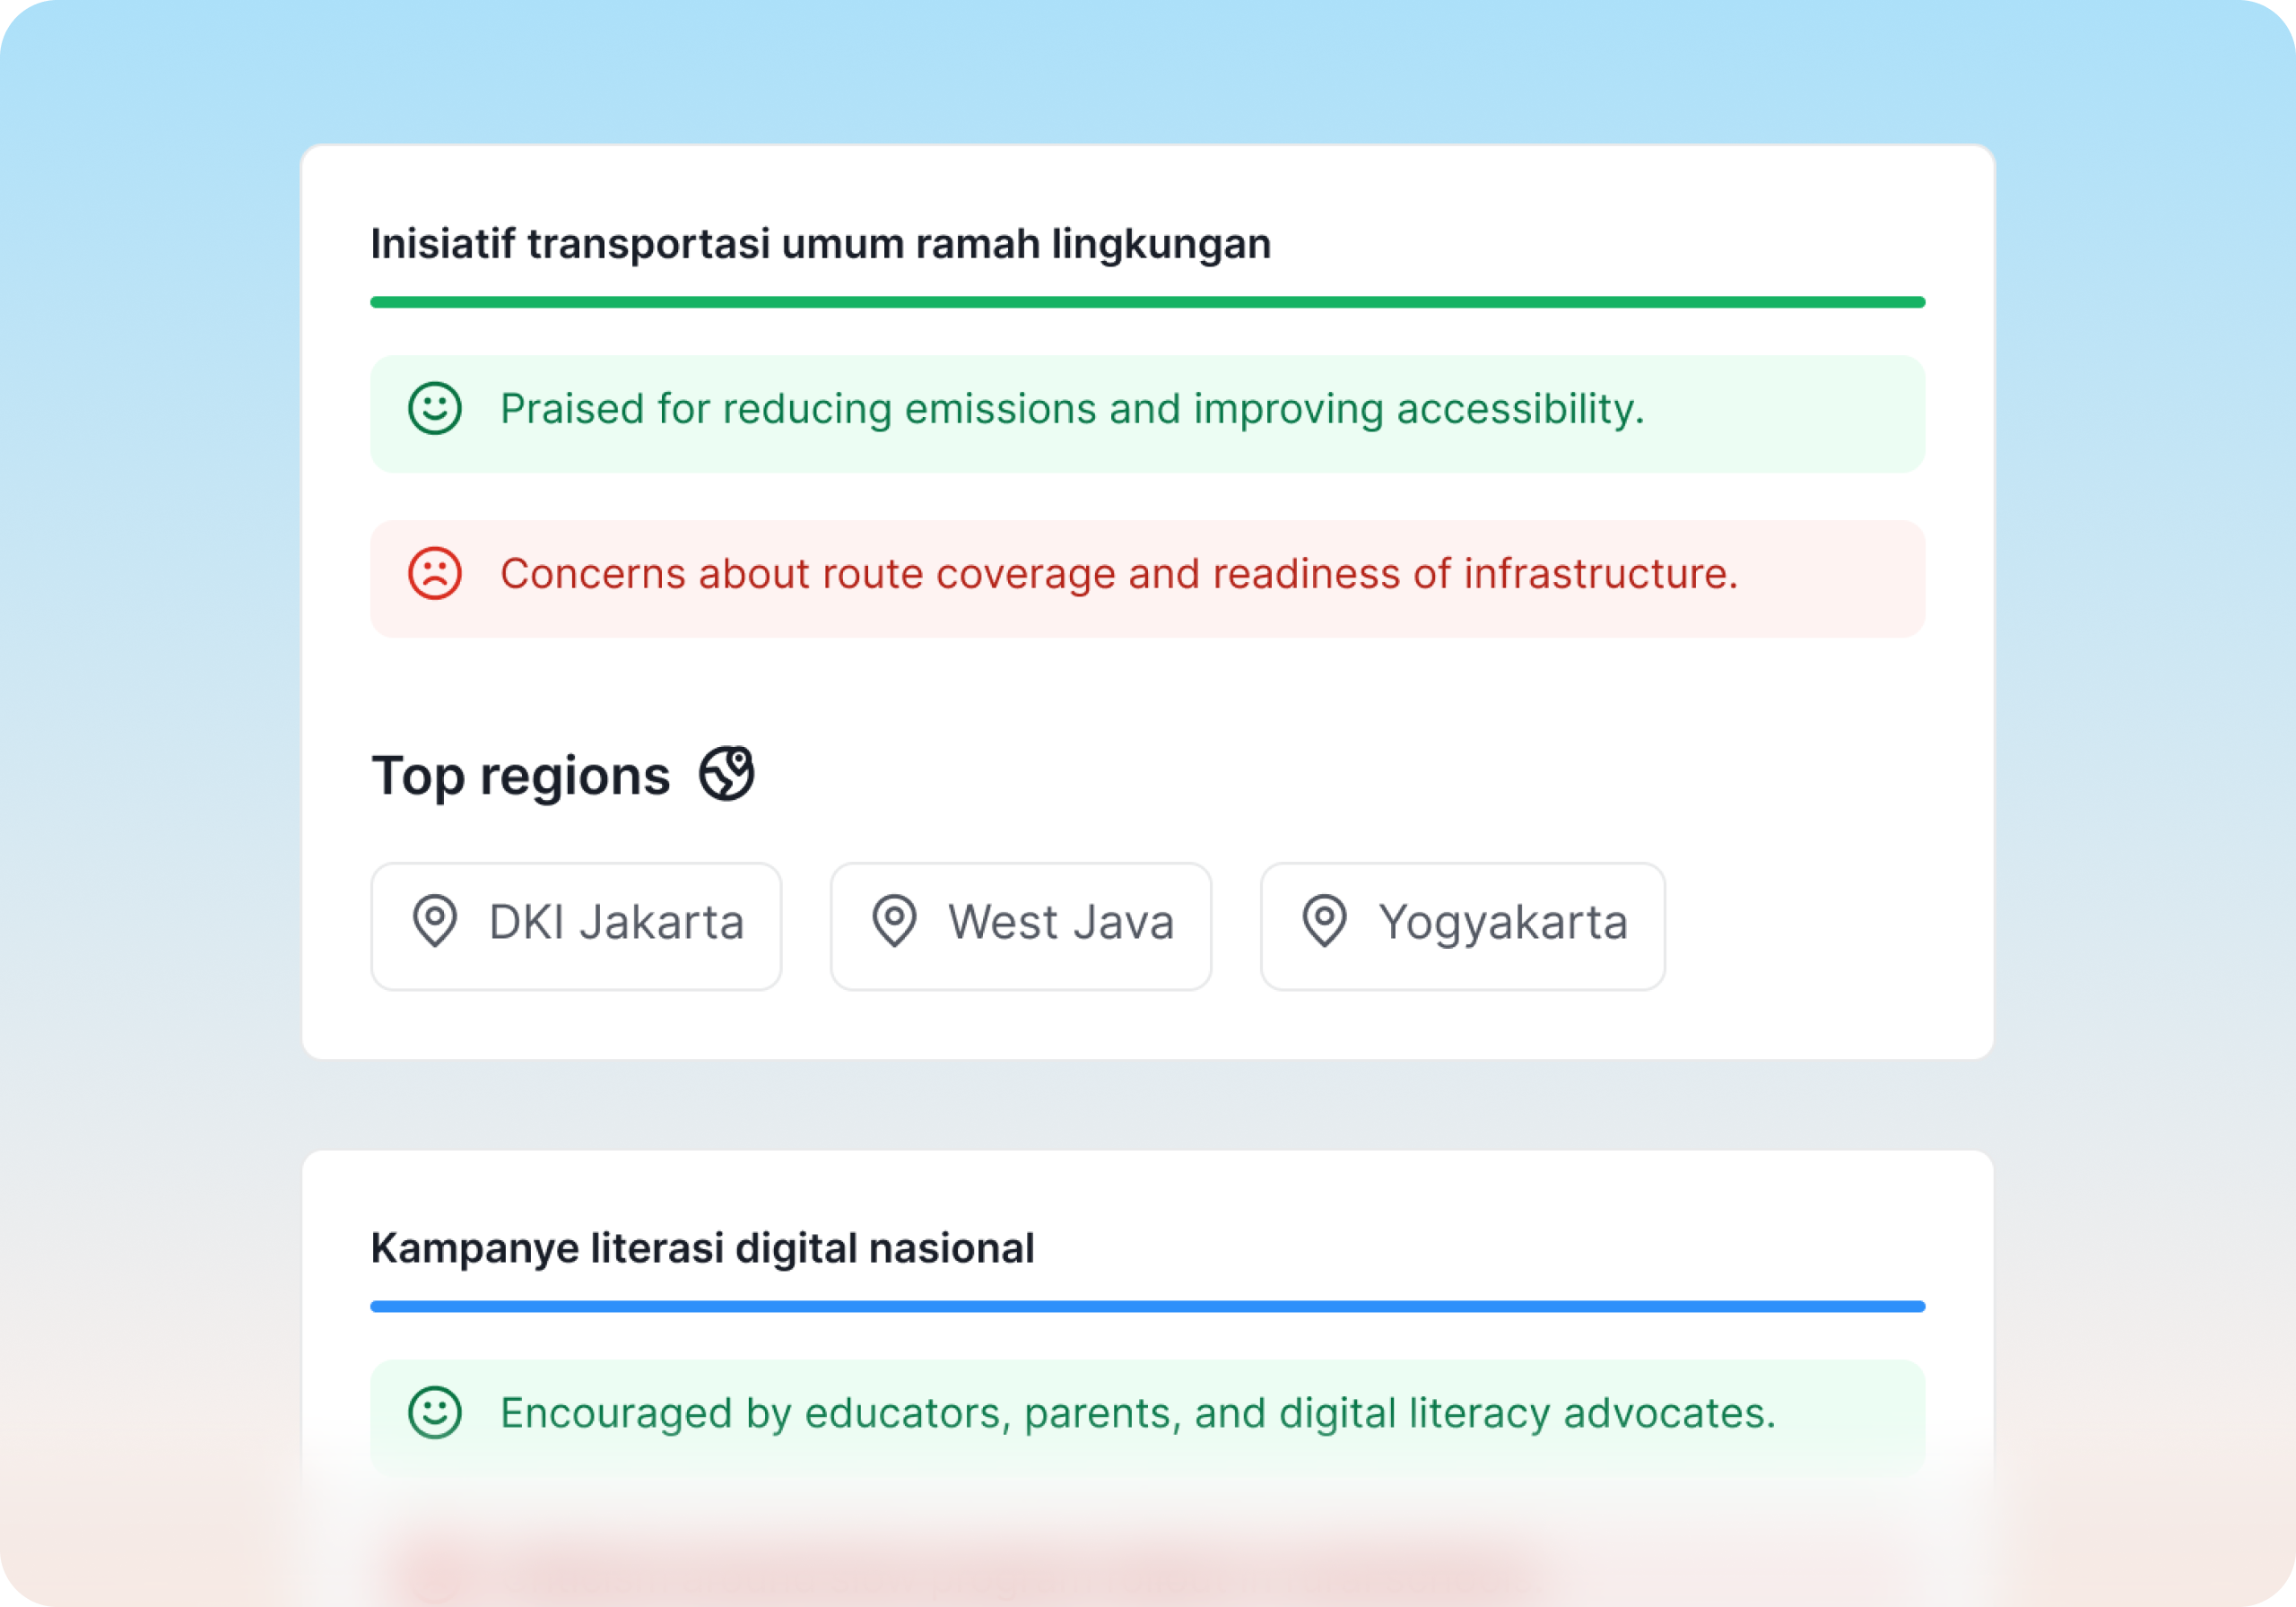 Inisiatif transportasi umum ramah lingkungan
Praised for reducing emissions and improving accessibility.
Concerns about route coverage and readiness of infrastructure.
Top regions
DKI Jakarta
West Java
Yogyakarta
Kampanye literasi digital nasional
Encouraged by educators, parents, and digital literacy advocates.